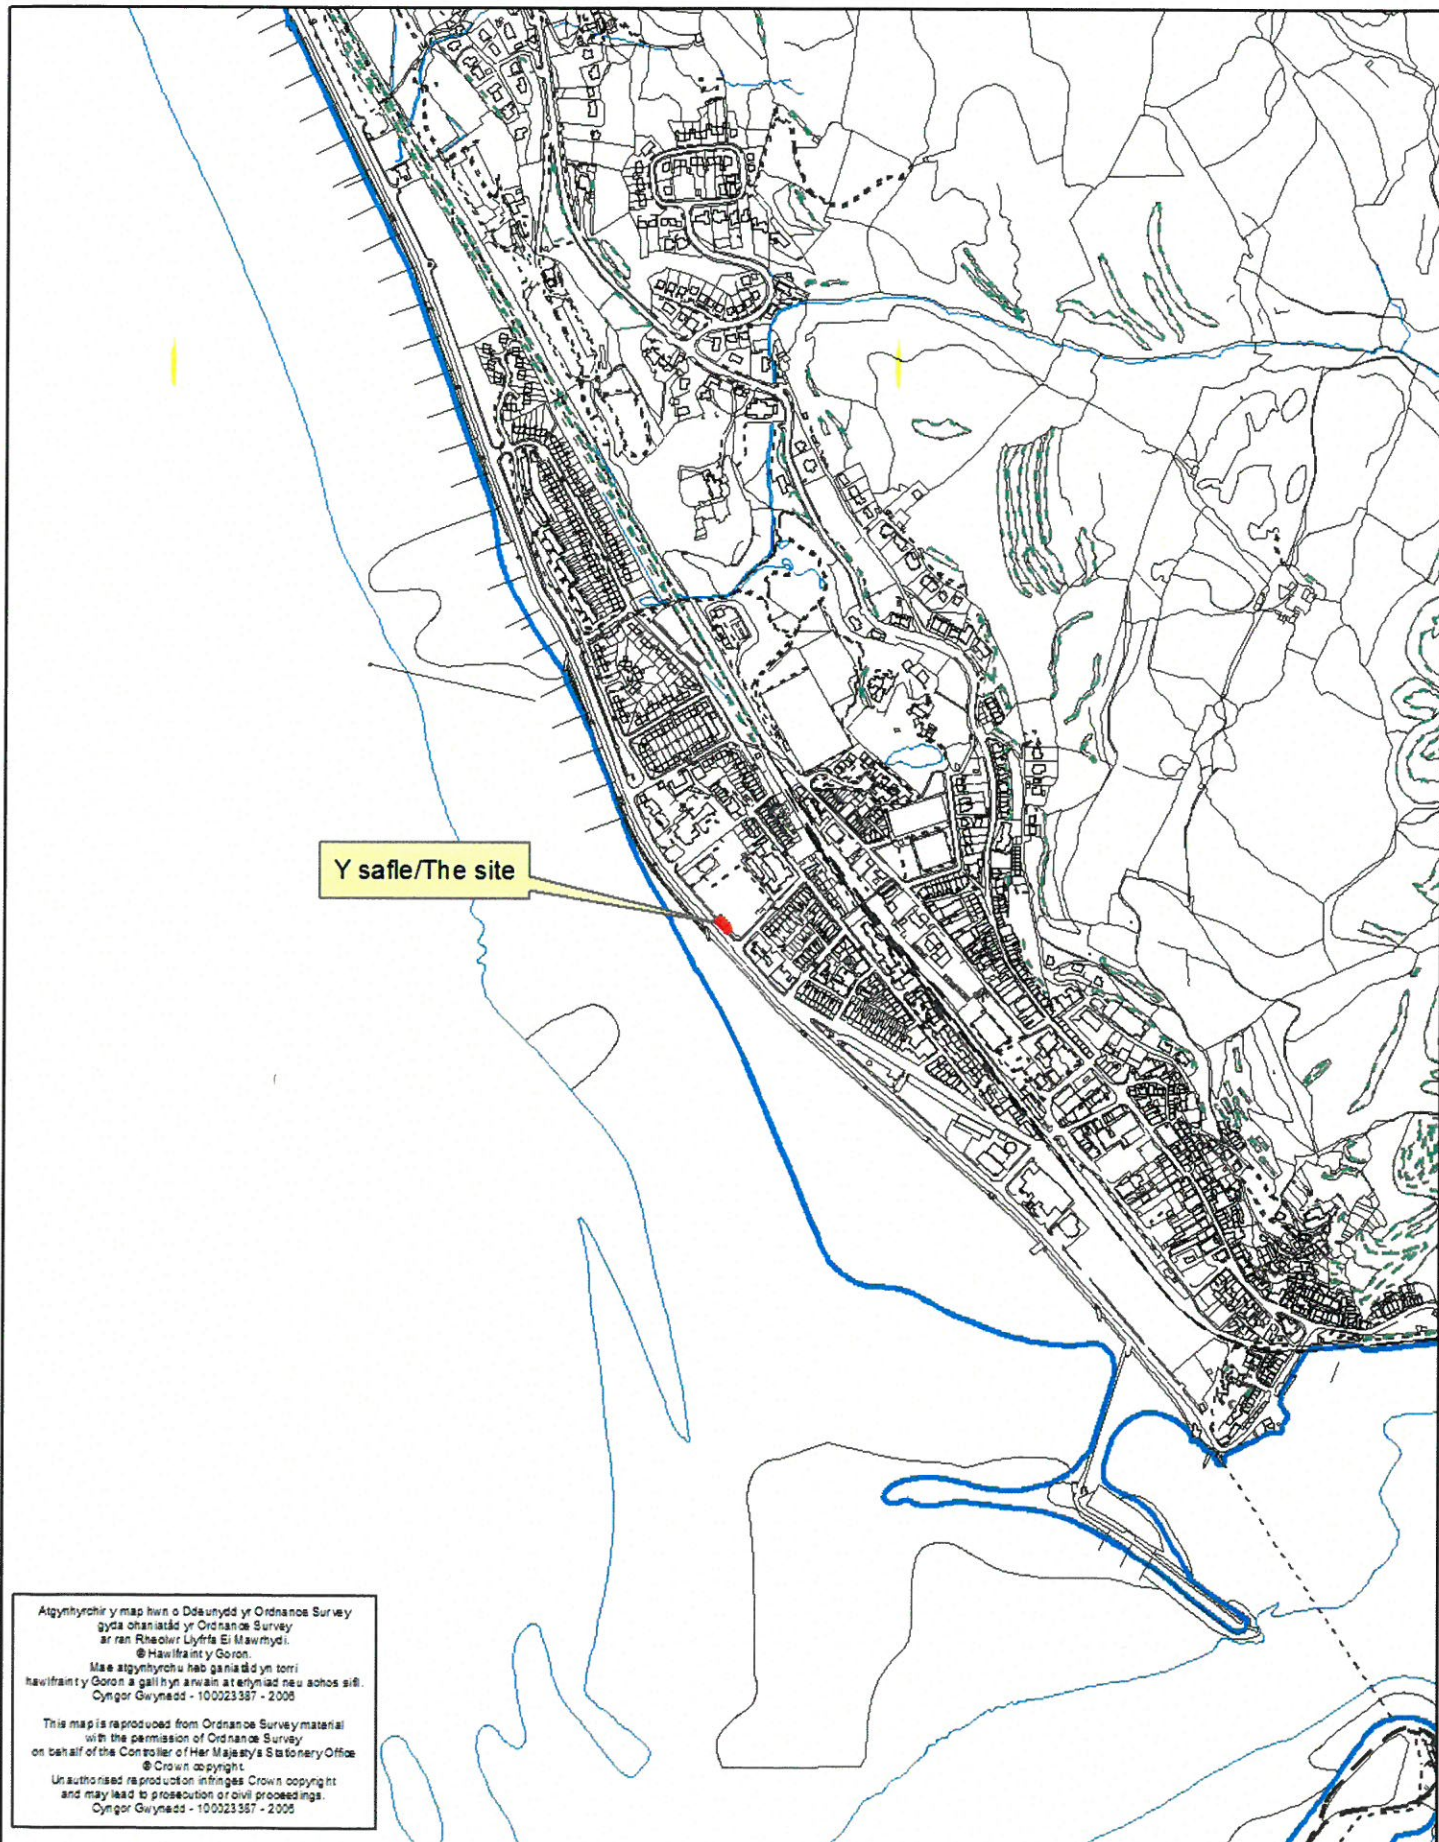 Y safle/The site
Atgynhyrchir y map hwn o Ddeunydd yr Ordnance Survey
gyda chaniatâd yr Ordnance Survey
ar ran Rheolwr Llyfrfa Ei Mawrhydi.
© Hawlfraint y Goron.
Mae atgynhyrchu heb ganiatâd yn torri
hawlfraint y Goron a gall hyn arwain at erlyniad neu achos sifil.
Cyngor Gwynedd - 100023387 - 2008
This map is reproduced from Ordnance Survey material
with the permission of Ordnance Survey
on behalf of the Controller of Her Majesty's Stationery Office
© Crown copyright.
Unauthorised reproduction infringes Crown copyright
and may lead to prosecution or civil proceedings.
Cyngor Gwynedd - 100023387 - 2008